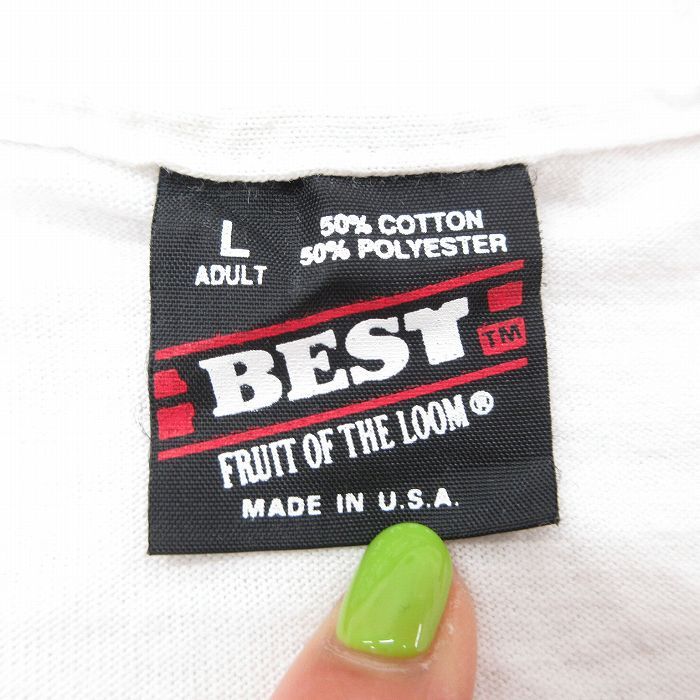 L
ADULT
50% COTTON
50% POLYESTER
BEST TM
FRUIT OF THE LOOM®
MADE IN U.S.A.